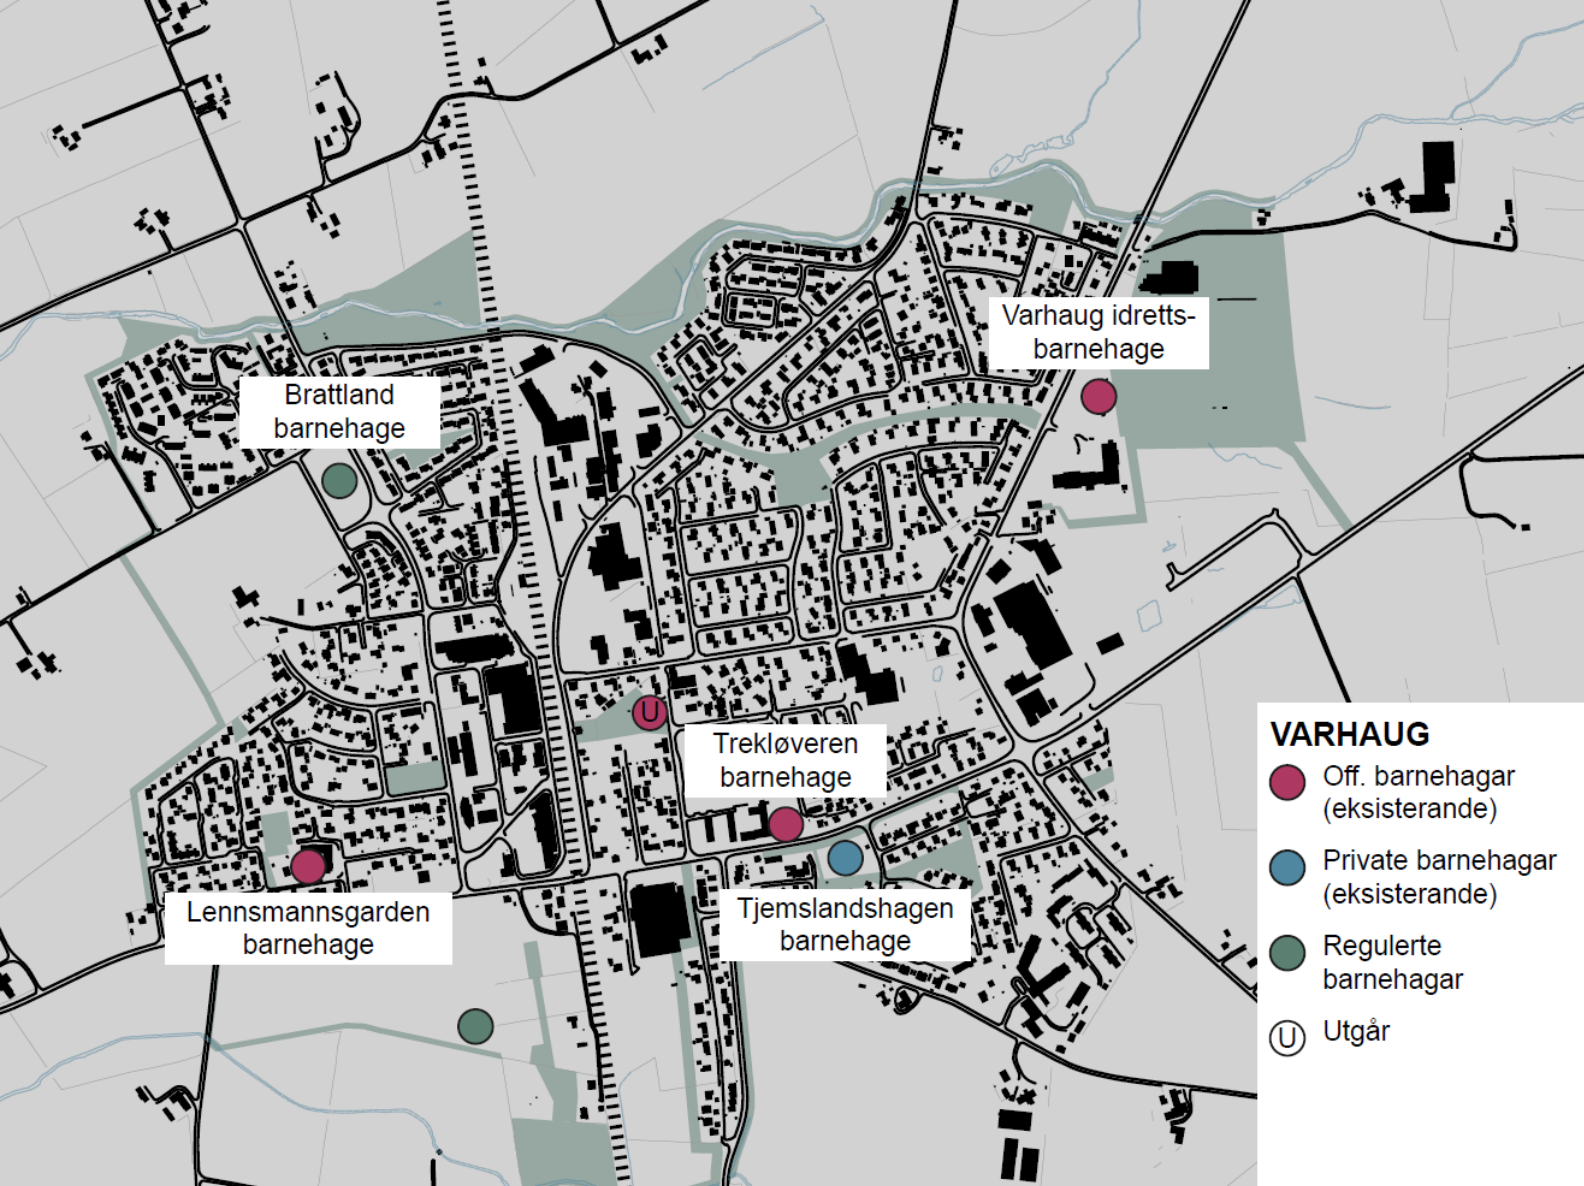 Varhaug idretts-
barnehage
Brattland
barnehage
U
Trekløveren
barnehage
Lennsmannsgarden
barnehage
Tjemslandshagen
barnehage
VARHAUG
Off. barnehagar
(eksisterande)
Private barnehagar
(eksisterande)
Regulerte
barnehagar
U Utgår